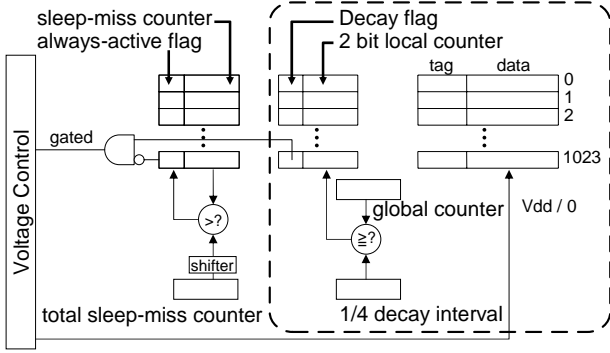 sleep-miss counter
always-active flag
Decay flag
2 bit local counter
tag data
0
1
2
gated
1023
Voltage Control
global counter
Vdd / 0
>?
≧?
shifter
total sleep-miss counter
1/4 decay interval